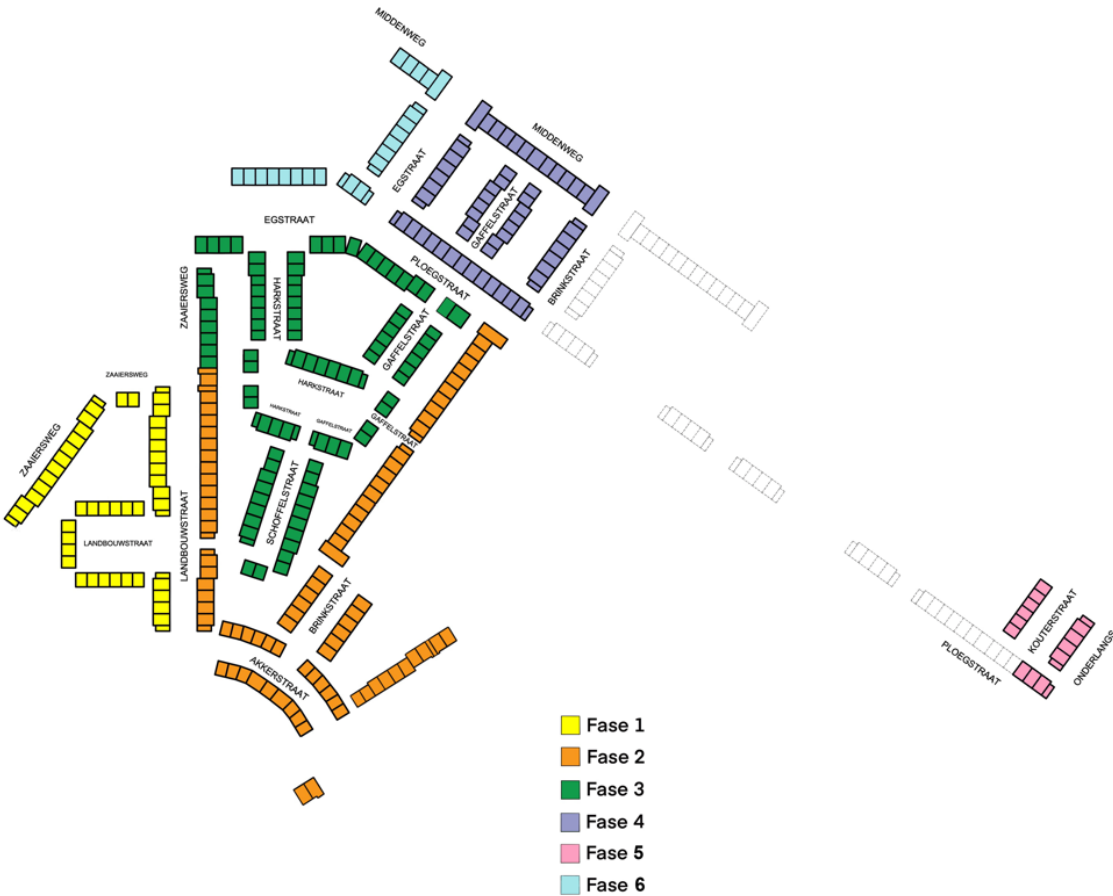 MIDDENWEG
MIDDENWEG
EGSTRAAT
GAFFELSTRAAT
EGSTRAAT
PLOEGSTRAAT
BRINKSTRAAT
ZAAIERSWEG
HARKSTRAAT
GAFFELSTRAAT
ZAAIERSWEG
HARKSTRAAT
HARKSTRAAT
GAFFELSTRAAT
GAFFELSTRAAT
ZAAIERSWEG
SCHOFFELSTRAAT
LANDBOUWSTRAAT
LANDBOUWSTRAAT
BRINKSTRAAT
AKKERSTRAAT
KOUTERSTRAAT
PLOEGSTRAAT
ONDERLANGS
Fase 1
Fase 2
Fase 3
Fase 4
Fase 5
Fase 6